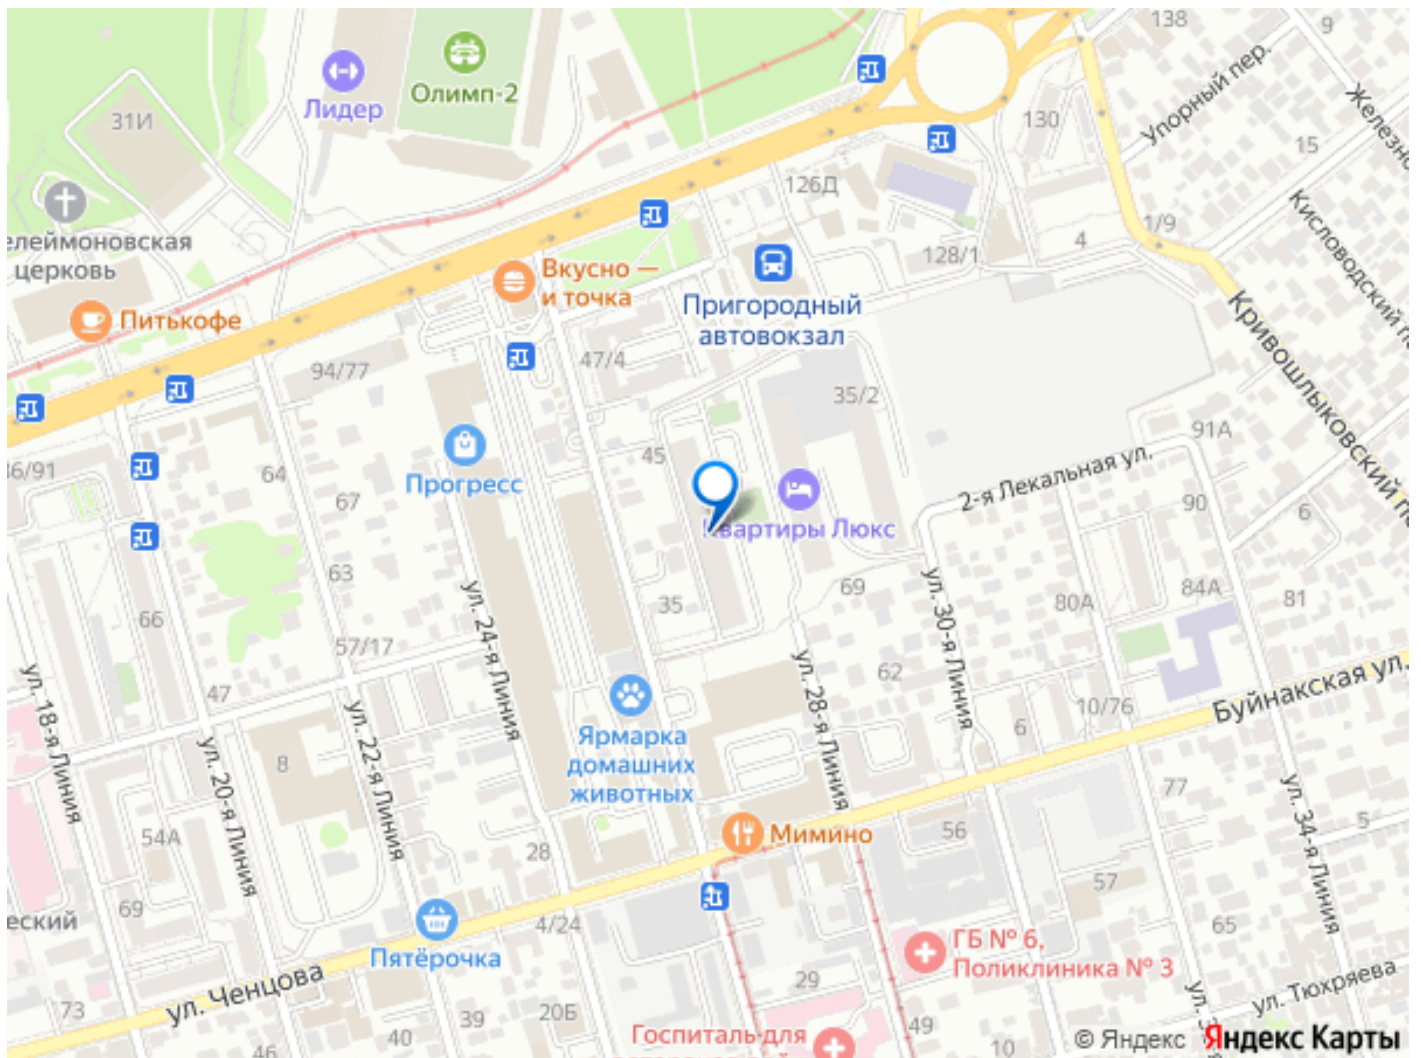 138
9
Олимп-2
Лидер
31И
130
Упорный пер.
15
126Д
1/9
4
128/1
Вкусно —
и точка
Пригородный
автовокзал
Питькофе
церковь
Кисловодский
Кривошлыковский
94/77
47/4
35/2
45
91А
Прогресс
2-я Лекальная ул.
64
67
Квартиры Люкс
90
6
63
66
35
69
80А
84А
81
57/17
47
62
10/76
6
Буйнакская ул.
ул. 18-я Линия
ул. 20-я Линия
ул. 22-я Линия
ул. 24-я Линия
ул. 28-я Линия
ул. 30-я Линия
ул. 34-я Линия
Ярмарка
домашних
животных
8
77
5
54А
28
Мимино
56
57
69
4/24
65
Пятёрочка
ГБ № 6,
Поликлиника № 3
ул. Ченцова
29
ул. Тюхряева
73
20Б
39
40
46
49
10
Госпиталь для
© Яндекс Яндекс Карты